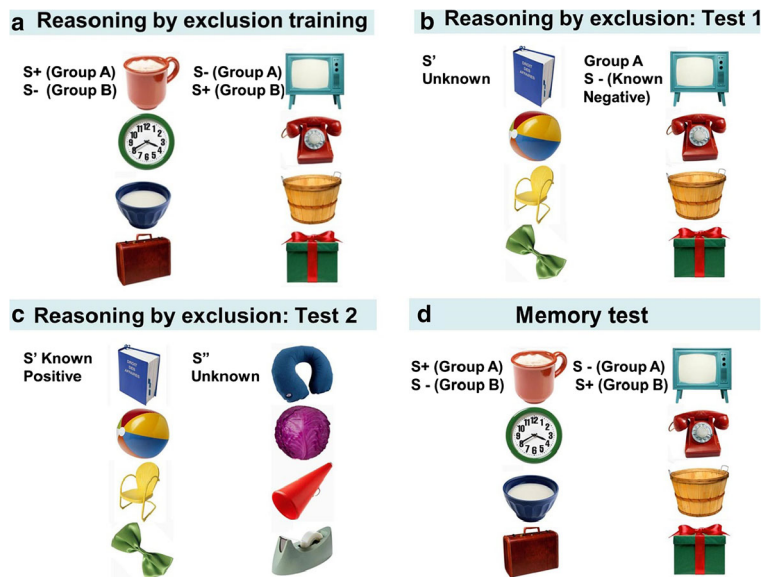 a Reasoning by exclusion training
S+ (Group A)
S- (Group B)
S- (Group A)
S+ (Group B)
b Reasoning by exclusion: Test 1
S'
Unknown
Group A
S - (Known
Negative)
c Reasoning by exclusion: Test 2
S' Known
Positive
S"
Unknown
d Memory test
S+ (Group A)
S - (Group B)
S - (Group A)
S+ (Group B)